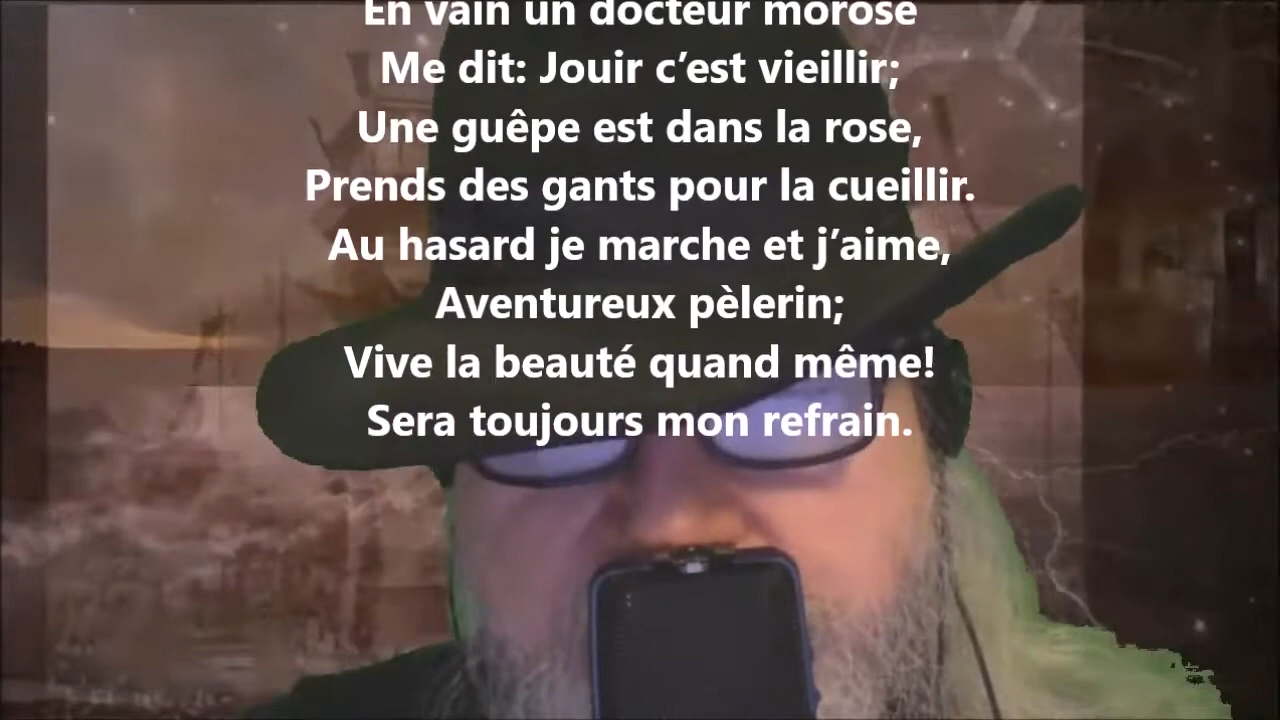 En vain un docteur morose
Me dit: Jouir c’est vieillir;
Une guêpe est dans la rose,
Prends des gants pour la cueillir.
Au hasard je marche et j’aime,
Aventureux pèlerin;
Vive la beauté quand même!
Sera toujours mon refrain.